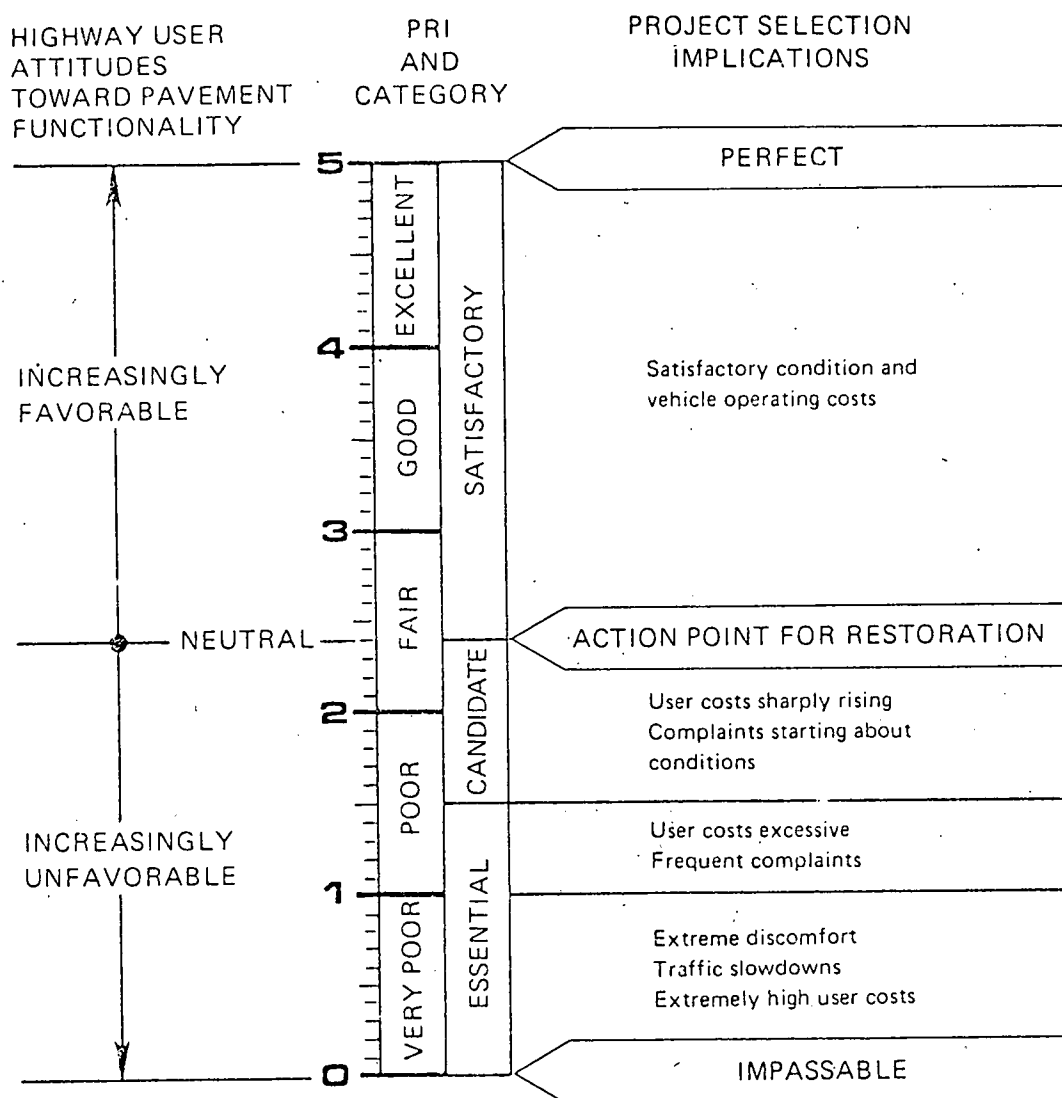 HIGHWAY USER
ATTITUDES
TOWARD PAVEMENT
FUNCTIONALITY
PRI
AND
CATEGORY
PROJECT SELECTION
IMPLICATIONS
5
PERFECT
EXCELLENT
SATISFACTORY
4
INCREASINGLY
FAVORABLE
Satisfactory condition and
vehicle operating costs
GOOD
3
FAIR
NEUTRAL
ACTION POINT FOR RESTORATION
CANDIDATE
2
User costs sharply rising
Complaints starting about
conditions
POOR
INCREASINGLY
UNFAVORABLE
User costs excessive
Frequent complaints
1
ESSENTIAL
VERY POOR
Extreme discomfort
Traffic slowdowns
Extremely high user costs
0
IMPASSABLE